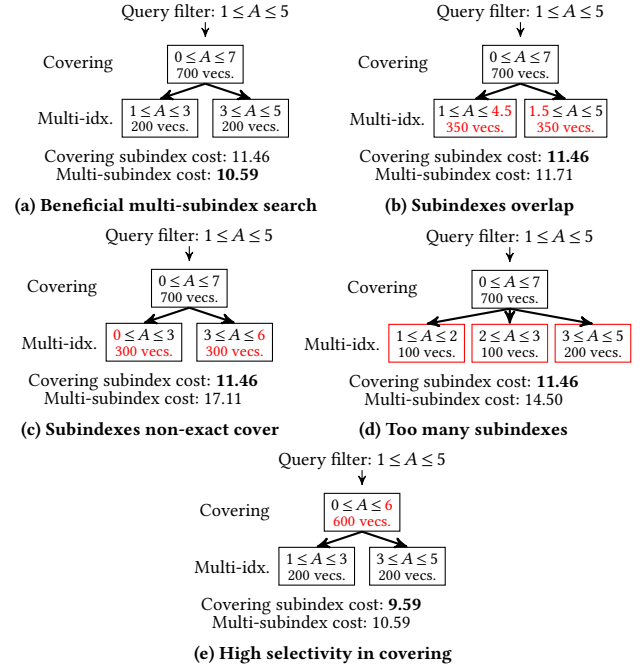 Query filter: 1 ≤ A ≤ 5
Covering
0 ≤ A ≤ 7
700 vecs.
Multi-idx.
1 ≤ A ≤ 3
200 vecs.
3 ≤ A ≤ 5
200 vecs.
Covering subindex cost: 11.46
Multi-subindex cost: 10.59
(a) Beneficial multi-subindex search
Query filter: 1 ≤ A ≤ 5
Covering
0 ≤ A ≤ 7
700 vecs.
Multi-idx.
1 ≤ A ≤ 4.5
350 vecs.
1.5 ≤ A ≤ 5
350 vecs.
Covering subindex cost: 11.46
Multi-subindex cost: 11.71
(b) Subindexes overlap
Query filter: 1 ≤ A ≤ 5
Covering
0 ≤ A ≤ 7
700 vecs.
Multi-idx.
0 ≤ A ≤ 3
300 vecs.
3 ≤ A ≤ 6
300 vecs.
Covering subindex cost: 11.46
Multi-subindex cost: 17.11
(c) Subindexes non-exact cover
Query filter: 1 ≤ A ≤ 5
Covering
0 ≤ A ≤ 7
700 vecs.
Multi-idx.
1 ≤ A ≤ 2
100 vecs.
2 ≤ A ≤ 3
100 vecs.
3 ≤ A ≤ 5
200 vecs.
Covering subindex cost: 11.46
Multi-subindex cost: 14.50
(d) Too many subindexes
Query filter: 1 ≤ A ≤ 5
Covering
0 ≤ A ≤ 6
600 vecs.
Multi-idx.
1 ≤ A ≤ 3
200 vecs.
3 ≤ A ≤ 5
200 vecs.
Covering subindex cost: 9.59
Multi-subindex cost: 10.59
(e) High selectivity in covering